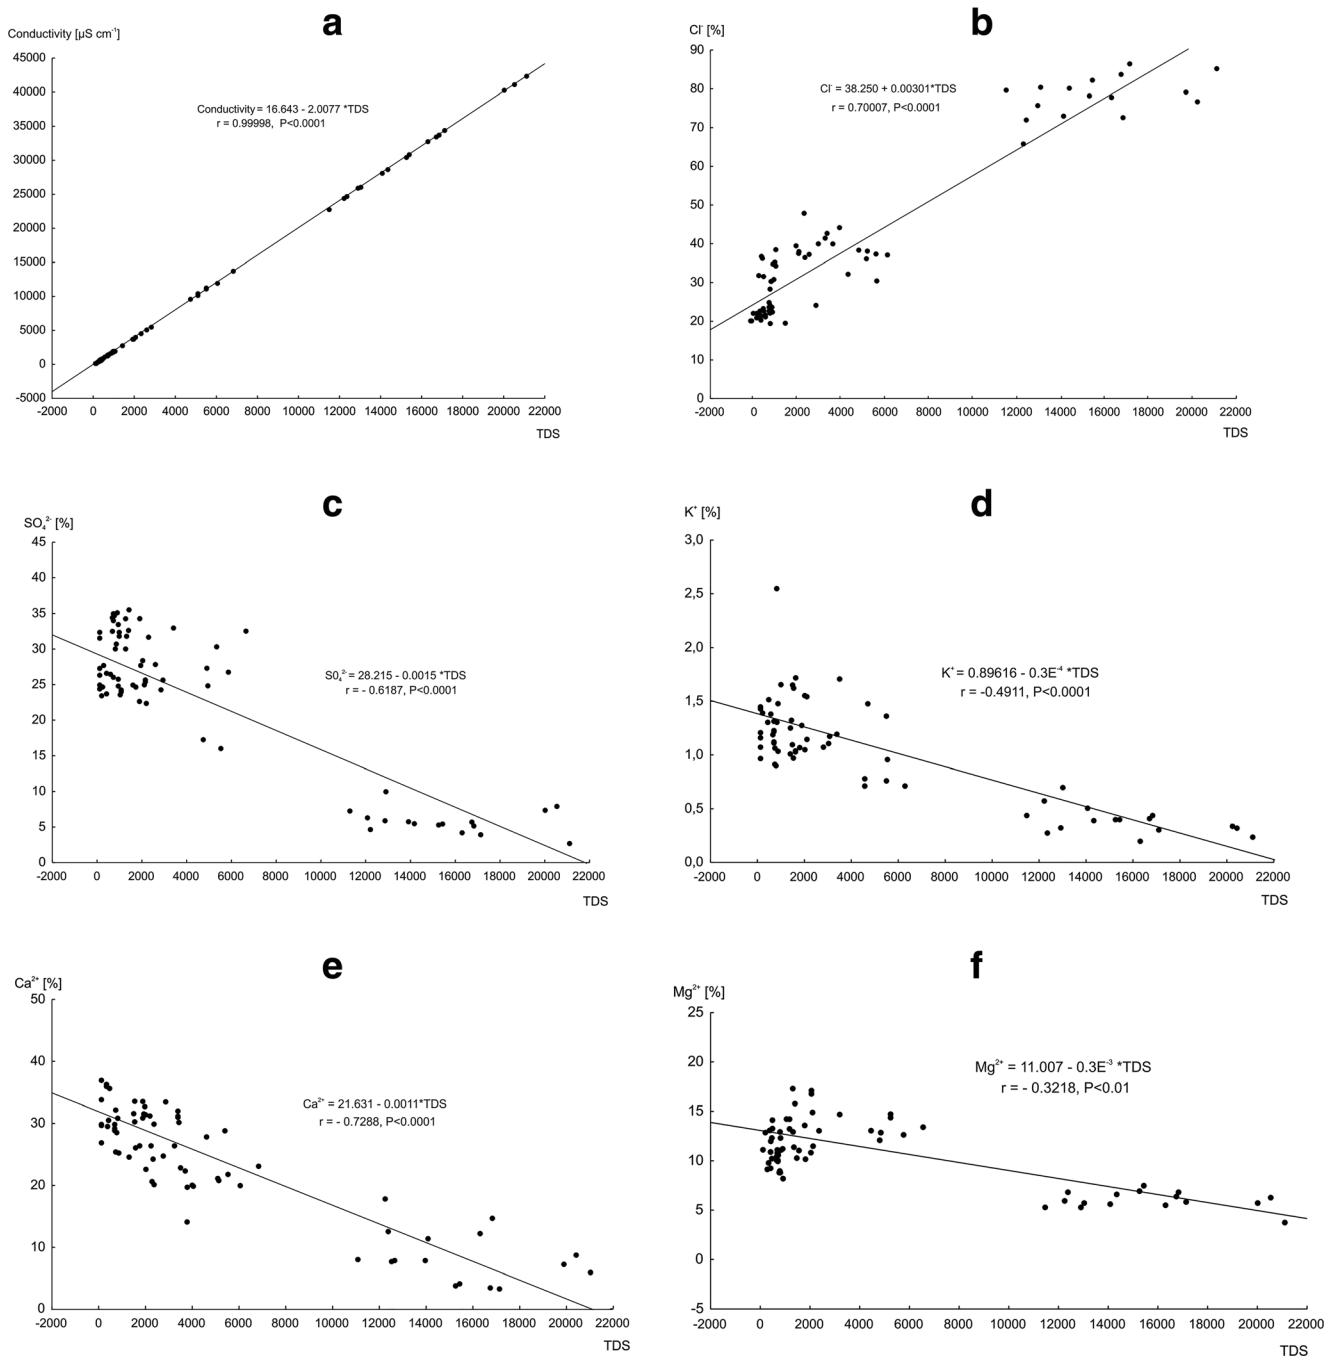 a
Conductivity [µS cm⁻¹]
45000
40000
35000
30000
25000
20000
15000
10000
5000
0
-5000
Conductivity = 16.643 - 2.0077 *TDS
r = 0.99998, P<0.0001
-2000 0 2000 4000 6000 8000 10000 12000 14000 16000 18000 20000 22000
TDS
b
Cl⁻ [%]
90
80
70
60
50
40
30
20
10
0
Cl⁻ = 38.250 + 0.00301*TDS
r = 0.70007, P<0.0001
-2000 0 2000 4000 6000 8000 10000 12000 14000 16000 18000 20000 22000
TDS
c
SO₄²⁻ [%]
45
40
35
30
25
20
15
10
5
0
S0₄²⁻ = 28.215 - 0.0015 *TDS
r = - 0.6187, P<0.0001
-2000 0 2000 4000 6000 8000 10000 12000 14000 16000 18000 20000 22000
TDS
d
K⁺ [%]
3,0
2,5
2,0
1,5
1,0
0,5
0,0
K⁺ = 0.89616 - 0.3E⁻⁴ *TDS
r = -0.4911, P<0.0001
-2000 0 2000 4000 6000 8000 10000 12000 14000 16000 18000 20000 22000
TDS
e
Ca²⁺ [%]
50
40
30
20
10
0
Ca²⁺ = 21.631 - 0.0011*TDS
r = - 0.7288, P<0.0001
-2000 0 2000 4000 6000 8000 10000 12000 14000 16000 18000 20000 22000
TDS
f
Mg²⁺ [%]
25
20
15
10
5
0
-5
Mg²⁺ = 11.007 - 0.3E⁻³ *TDS
r = - 0.3218, P<0.01
-2000 0 2000 4000 6000 8000 10000 12000 14000 16000 18000 20000 22000
TDS